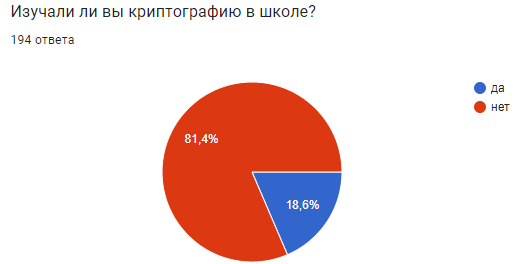 Изучали ли вы криптографию в школе?
194 ответа
да
нет
81,4%
18,6%